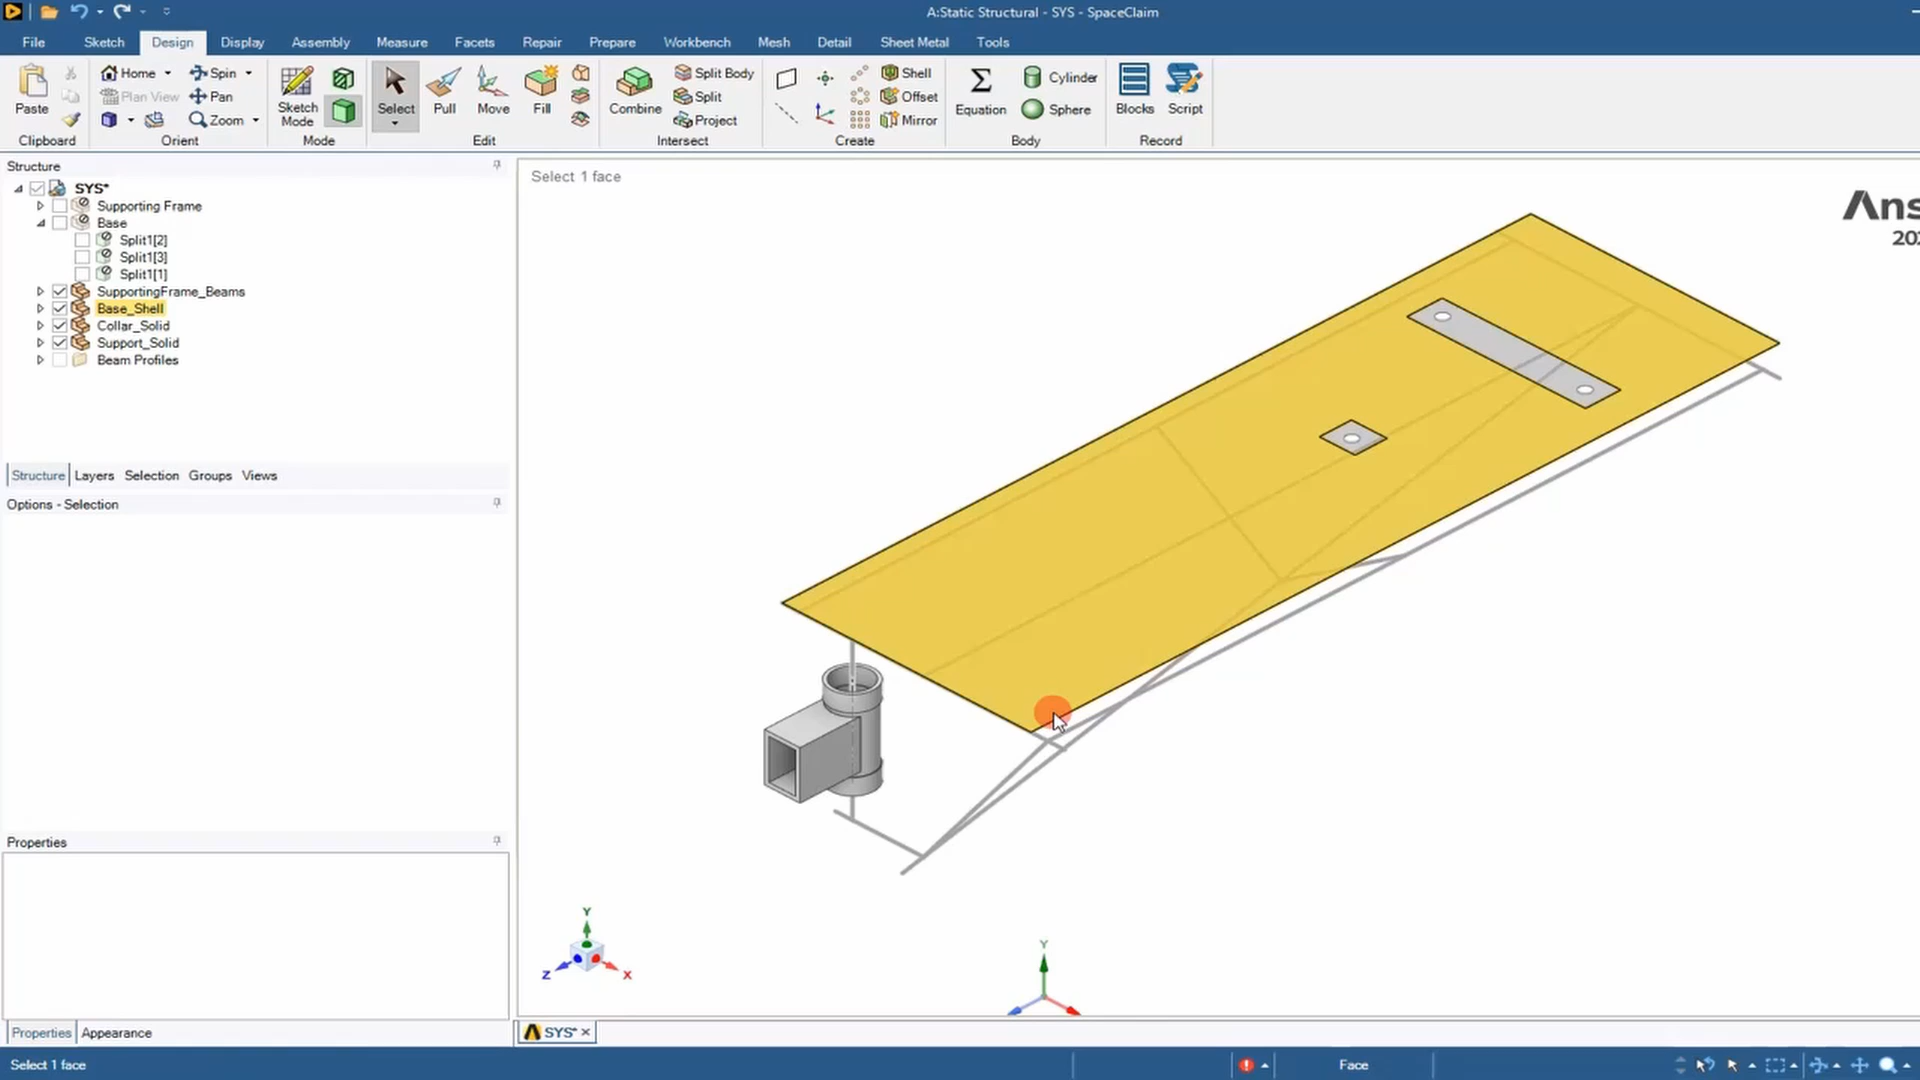 A:Static Structural - SYS - SpaceClaim
File Sketch Design Display Assembly Measure Facets Repair Prepare Workbench Mesh Detail Sheet Metal Tools
Paste
Clipboard
Home
Plan View
Spin
Pan
Zoom
Orient
Sketch
Mode
Mode
Select
Pull
Move
Fill
Edit
Combine
Split Body
Split
Project
Intersect
Shell
Offset
Mirror
Create
Σ
Equation
Cylinder
Sphere
Body
Blocks
Script
Record
Structure
SYS*
Supporting Frame
Base
Split1[2]
Split1[3]
Split1[1]
SupportingFrame_Beams
Base_Shell
Collar_Solid
Support_Solid
Beam Profiles
Structure Layers Selection Groups Views
Options - Selection
Properties
Properties Appearance
Select 1 face
Ans
202
Y
Z
X
Y
SYS* ×
Select 1 face
Face